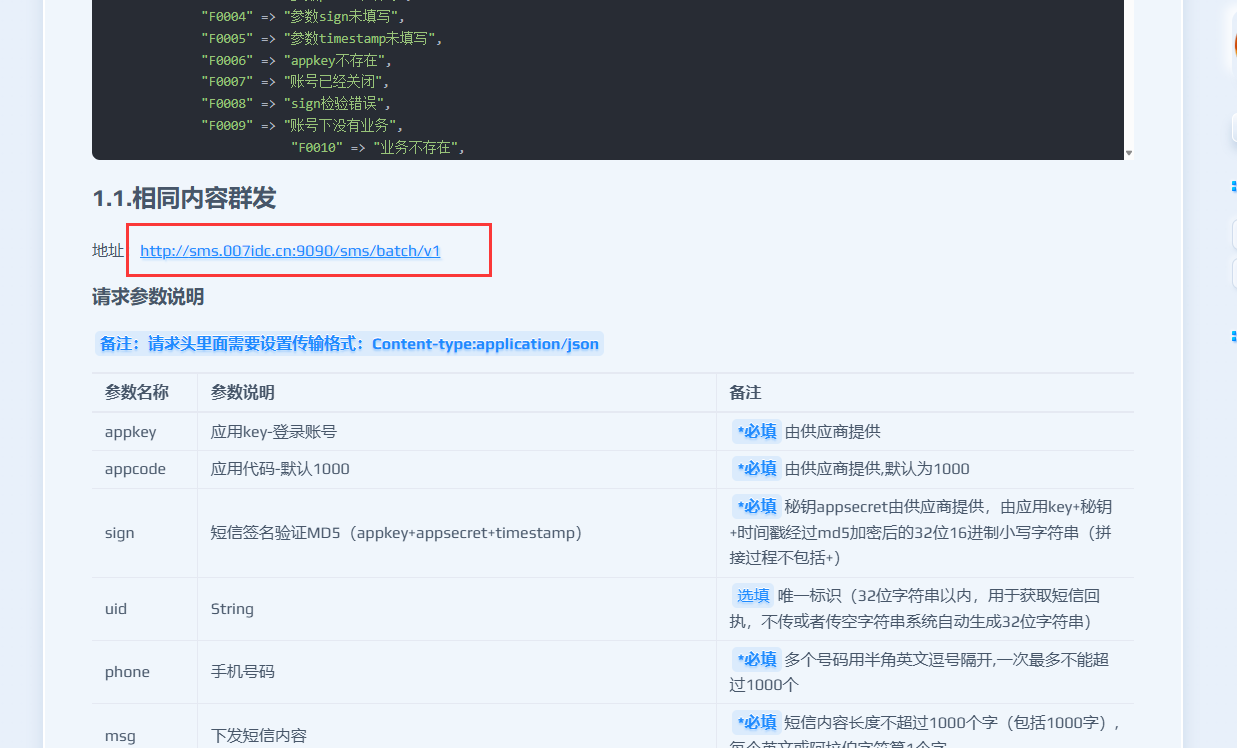 "F0004" => "参数sign未填写",
"F0005" => "参数timestamp未填写",
"F0006" => "appkey不存在",
"F0007" => "账号已经关闭",
"F0008" => "sign检验错误",
"F0009" => "账号下没有业务",
"F0010" => "业务不存在",
1.1.相同内容群发
地址 http://sms.007idc.cn:9090/sms/batch/v1
请求参数说明
备注：请求头里面需要设置传输格式：Content-type:application/json
参数名称 参数说明 备注
appkey 应用key-登录账号 *必填 由供应商提供
appcode 应用代码-默认1000 *必填 由供应商提供,默认为1000
sign 短信签名验证MD5（appkey+appsecret+timestamp） *必填 秘钥appsecret由供应商提供，由应用key+秘钥
+时间戳经过md5加密后的32位16进制小写字符串（拼
接过程不包括+）
uid String 选填 唯一标识（32位字符串以内，用于获取短信回
执，不传或者传空字符串系统自动生成32位字符串）
phone 手机号码 *必填 多个号码用半角英文逗号隔开,一次最多不能超
过1000个
msg 下发短信内容 *必填 短信内容长度不超过1000个字（包括1000字）,
每个英文或阿拉伯字符算1个字